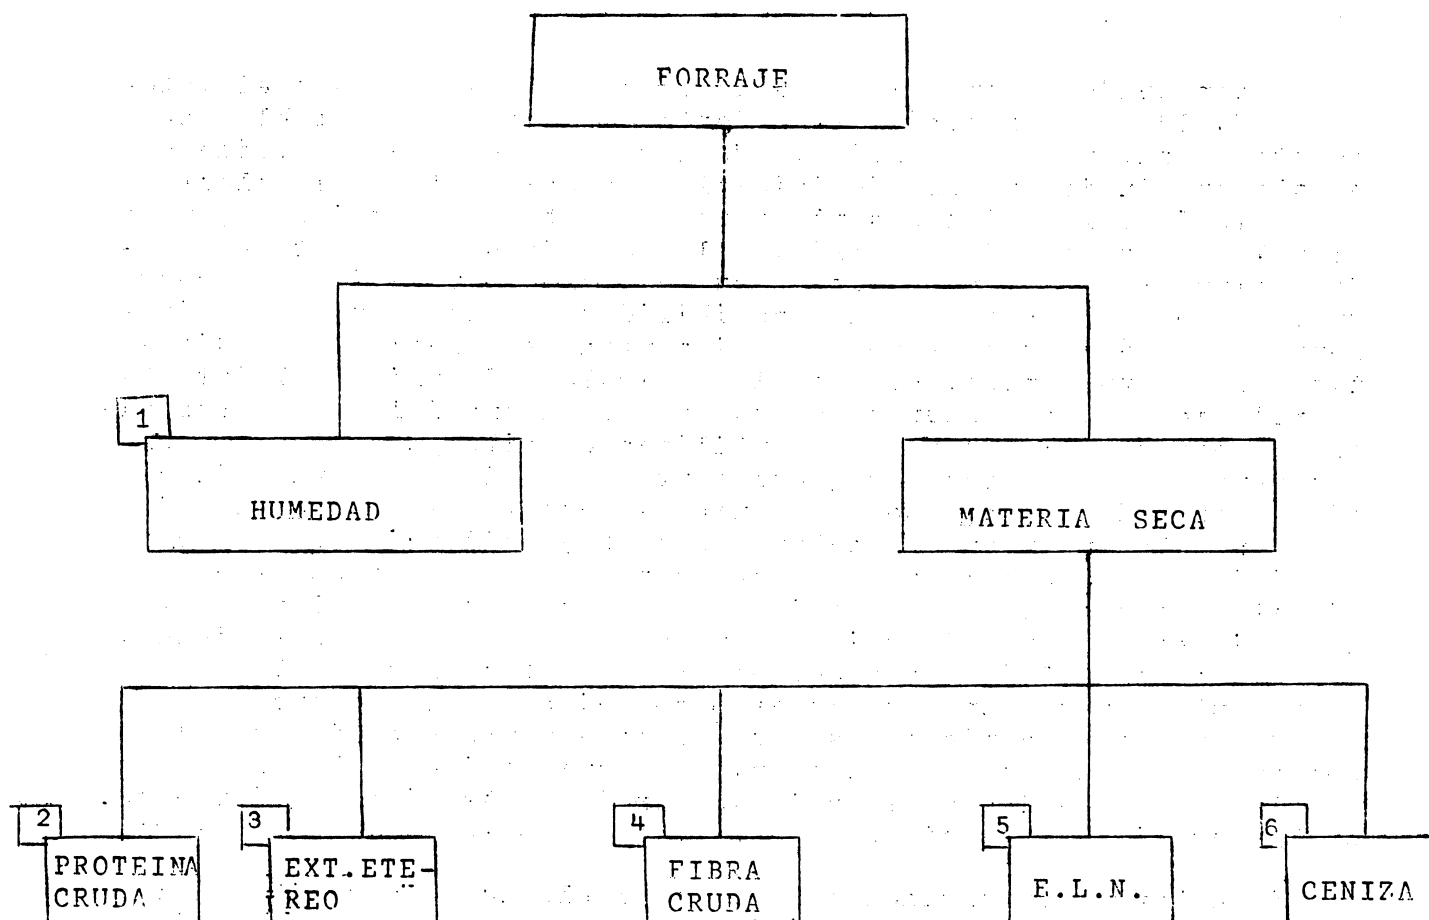 FORRAJE
1
HUMEDAD
MATERIA SECA
2
PROTEINA
CRUDA
3
EXT.ETE-
REO
4
FIBRA
CRUDA
5
E.L.N.
6
CENIZA